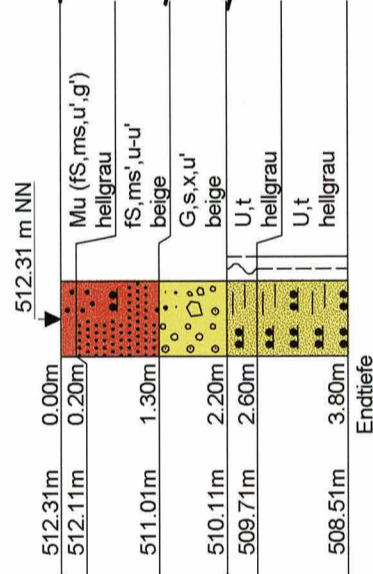 512.31 m NN
512.31m 0.00m
512.11m 0.20m Mu (fS,ms,u',g')
hellgrau
fS,ms',u-u'
511.01m 1.30m beige
G,s,x,u'
510.11m 2.20m beige
U,t
509.71m 2.60m hellgrau
U,t
508.51m 3.80m hellgrau
Endtiefe